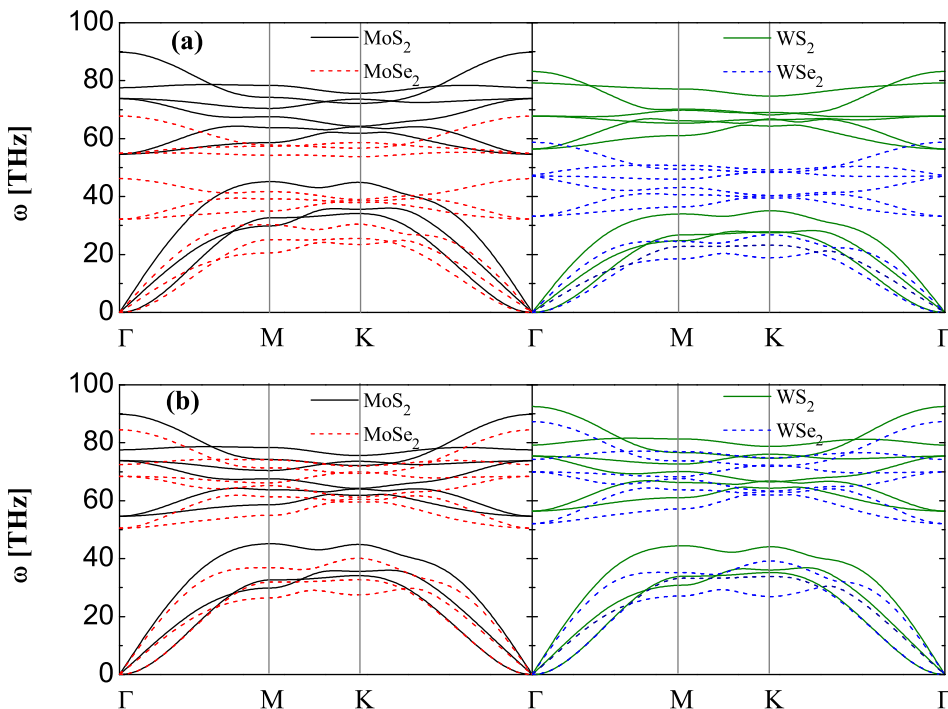 (a)
MoS₂
MoSe₂
WS₂
WSe₂
ω [THz]
100
80
60
40
20
0
Γ M K Γ M K Γ
(b)
MoS₂
MoSe₂
WS₂
WSe₂
ω [THz]
100
80
60
40
20
0
Γ M K Γ M K Γ